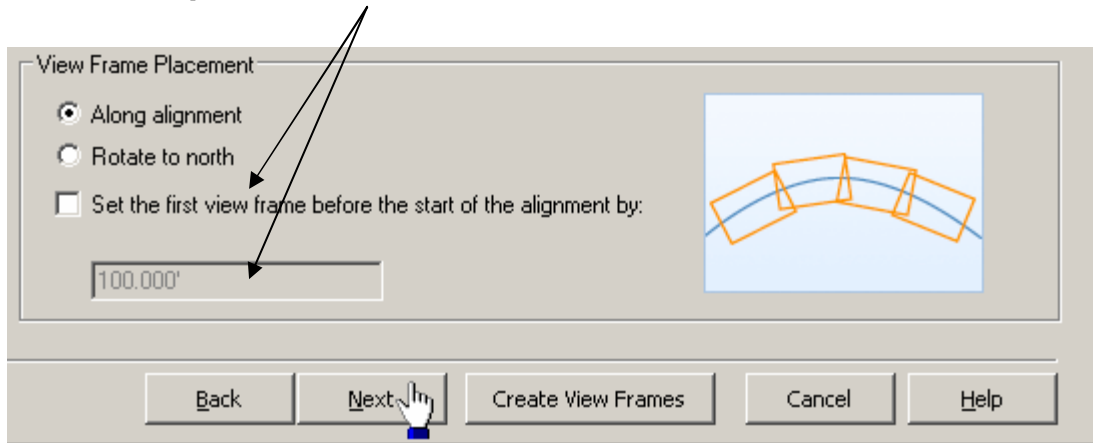 View Frame Placement
Along alignment
Rotate to north
Set the first view frame before the start of the alignment by:
100.000'
Back
Next
Create View Frames
Cancel
Help